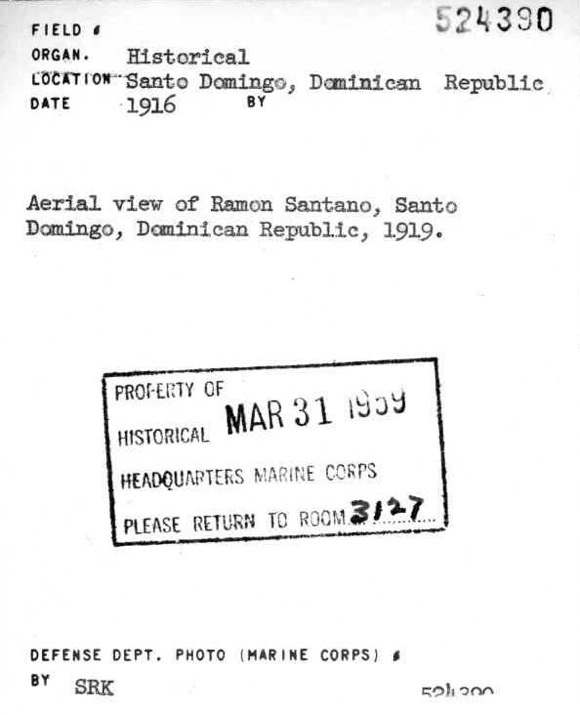 FIELD #
524390
ORGAN. Historical
LOCATION Santo Domingo, Dominican Republic
DATE 1916 BY
Aerial view of Ramon Santano, Santo
Domingo, Dominican Republic, 1919.
PROPERTY OF
MAR 31 1959
HISTORICAL
HEADQUARTERS MARINE CORPS
PLEASE RETURN TO ROOM 3127
DEFENSE DEPT. PHOTO (MARINE CORPS) #
BY SRK